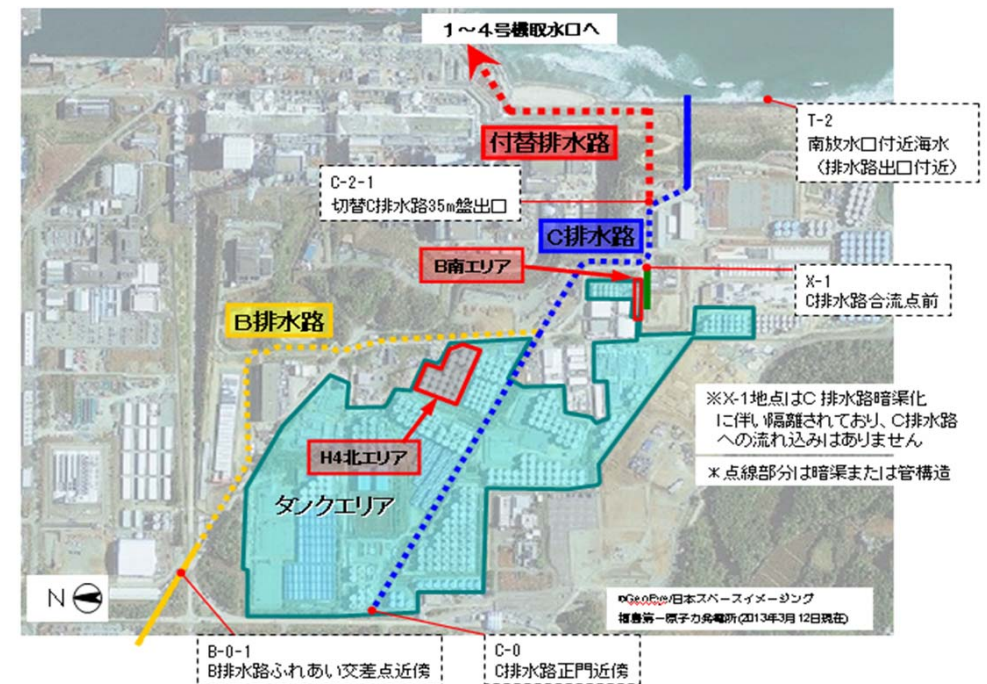 1～4号機取水口へ
T-2
南放水口付近海水
（排水路出口付近）
付替排水路
C-2-1
切替C排水路35m盤出口
C排水路
B南エリア
X-1
C排水路合流点前
B排水路
※X-1地点はC 排水路暗渠化
に伴い隔離されており、C排水路
への流れ込みはありません
＊点線部分は暗渠または管構造
H4北エリア
タンクエリア
N
©GeoEye/日本スペースイメージング
福島第一原子力発電所(2013年3月12日現在)
B-0-1
B排水路ふれあい交差点近傍
C-0
C排水路正門近傍